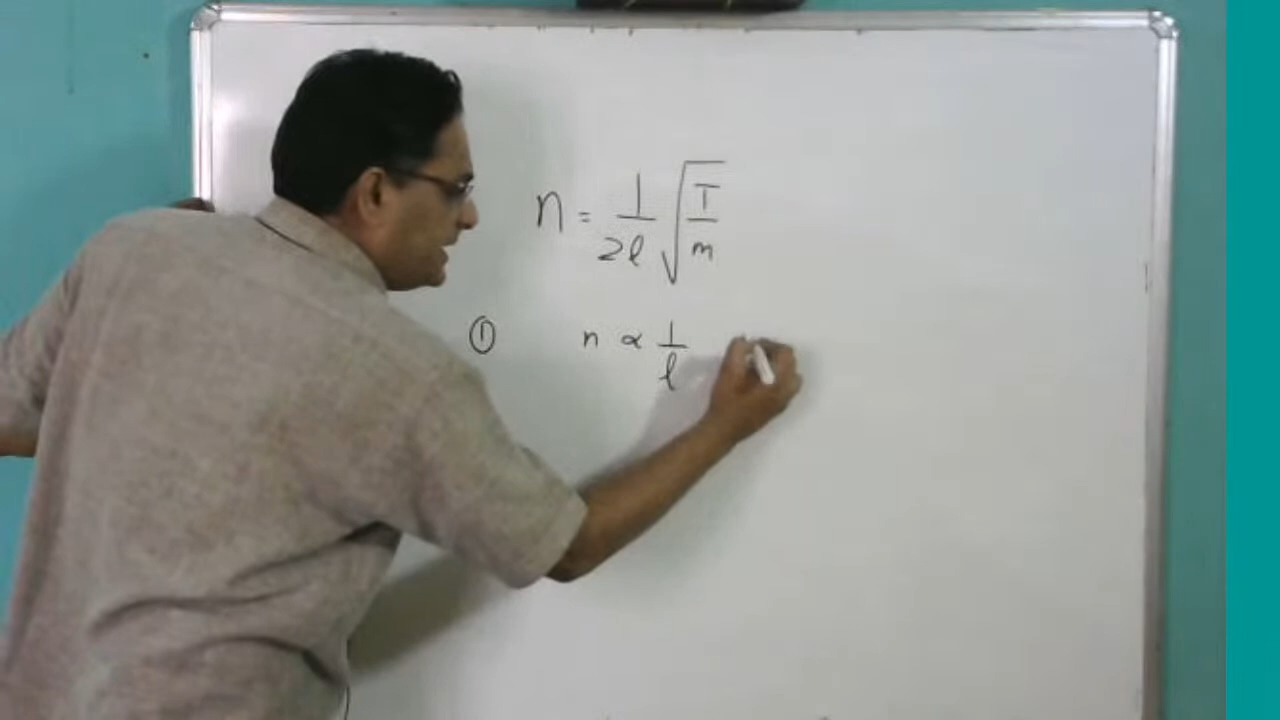 n = 1/2ℓ √T/m
① n ∝ 1/ℓ